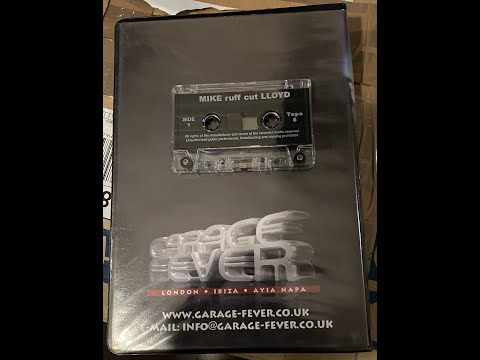 MIKE ruff cut LLOYD
SIDE
1
Tape
8
All rights of the manufacturer and owner of the recorded works reserved
Unauthorised public performance, broadcasting and copying prohibited
GARAGE
FEVER
LONDON • IBIZA • AYIA NAPA
WWW.GARAGE-FEVER.CO.UK
E-MAIL: INFO@GARAGE-FEVER.CO.UK
8